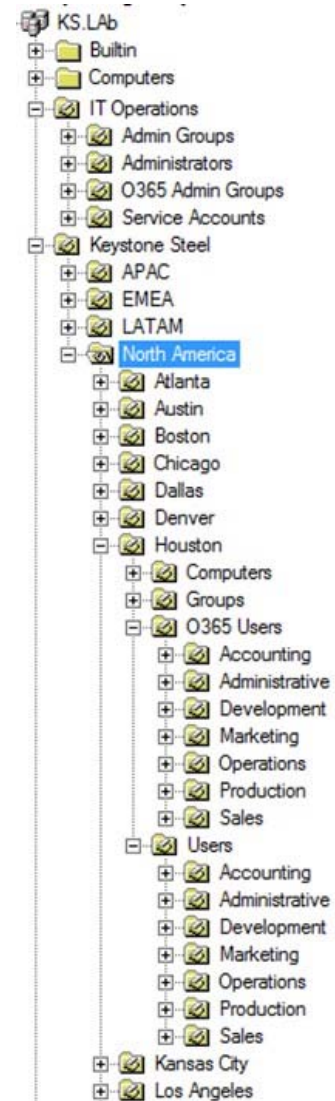 KS.LAb
Builtin
Computers
IT Operations
Admin Groups
Administrators
O365 Admin Groups
Service Accounts
Keystone Steel
APAC
EMEA
LATAM
North America
Atlanta
Austin
Boston
Chicago
Dallas
Denver
Houston
Computers
Groups
O365 Users
Accounting
Administrative
Development
Marketing
Operations
Production
Sales
Users
Accounting
Administrative
Development
Marketing
Operations
Production
Sales
Kansas City
Los Angeles